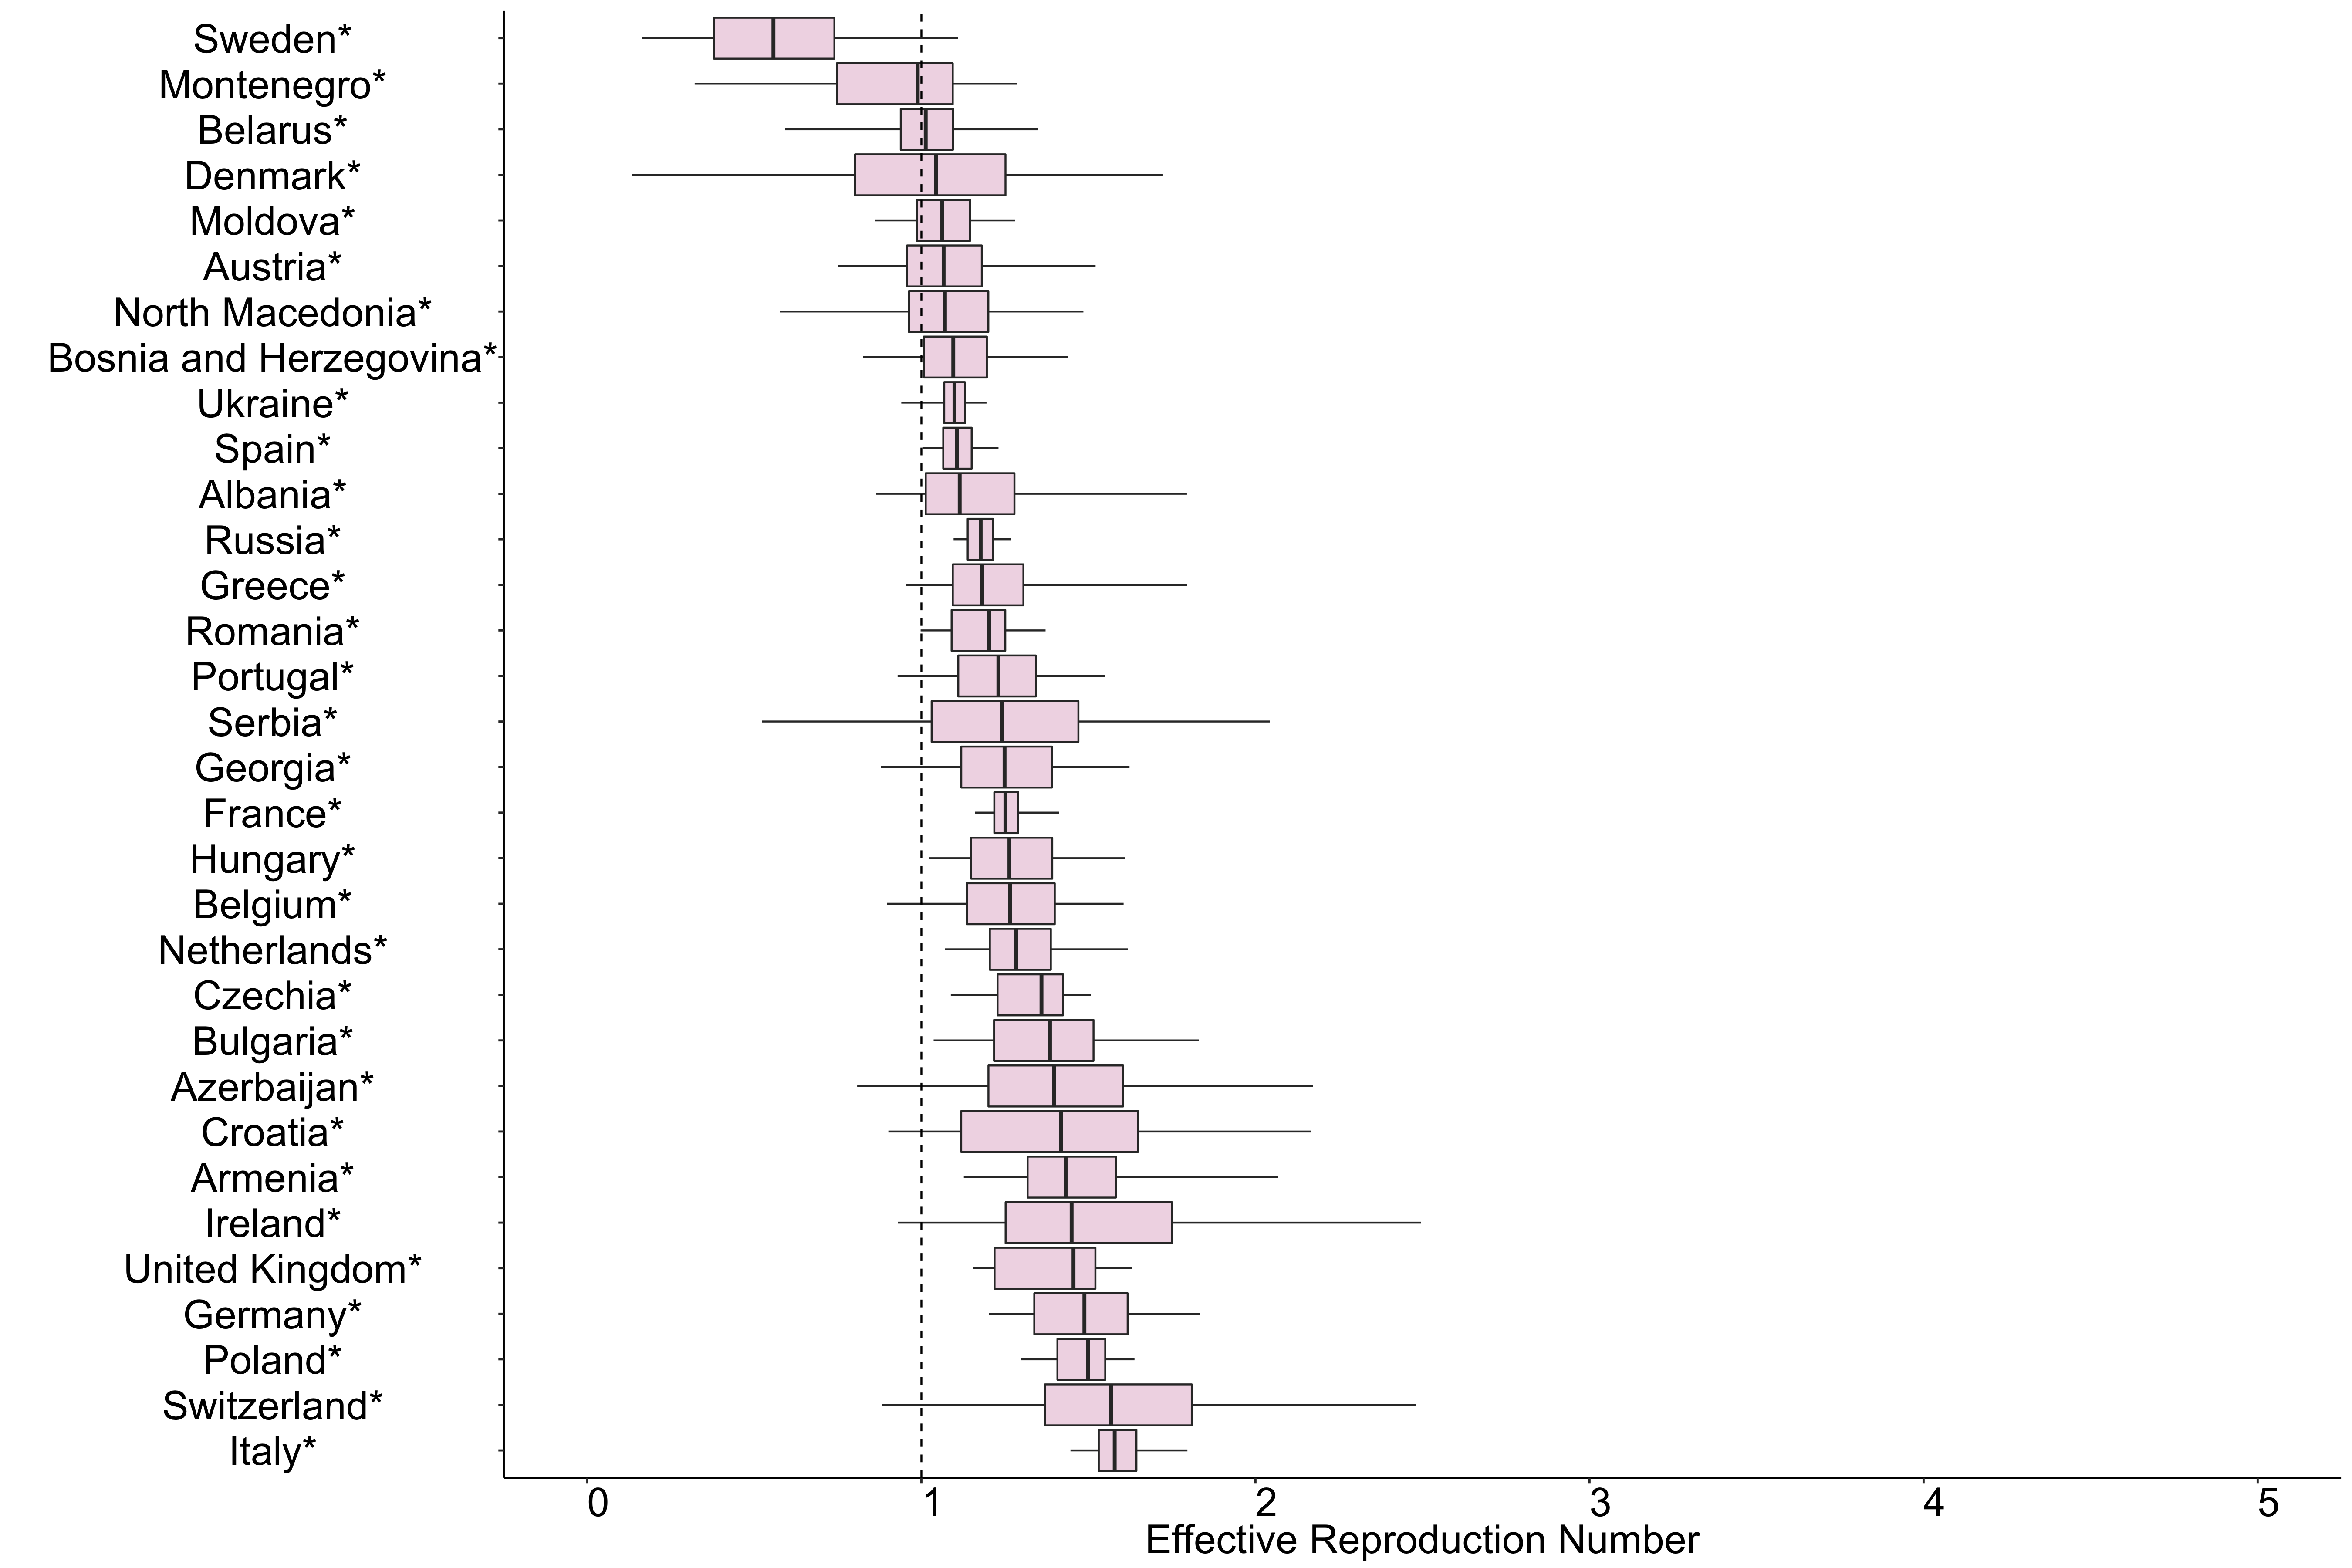 Sweden*
Montenegro*
Belarus*
Denmark*
Moldova*
Austria*
North Macedonia*
Bosnia and Herzegovina*
Ukraine*
Spain*
Albania*
Russia*
Greece*
Romania*
Portugal*
Serbia*
Georgia*
France*
Hungary*
Belgium*
Netherlands*
Czechia*
Bulgaria*
Azerbaijan*
Croatia*
Armenia*
Ireland*
United Kingdom*
Germany*
Poland*
Switzerland*
Italy*
0 1 2 3 4 5
Effective Reproduction Number